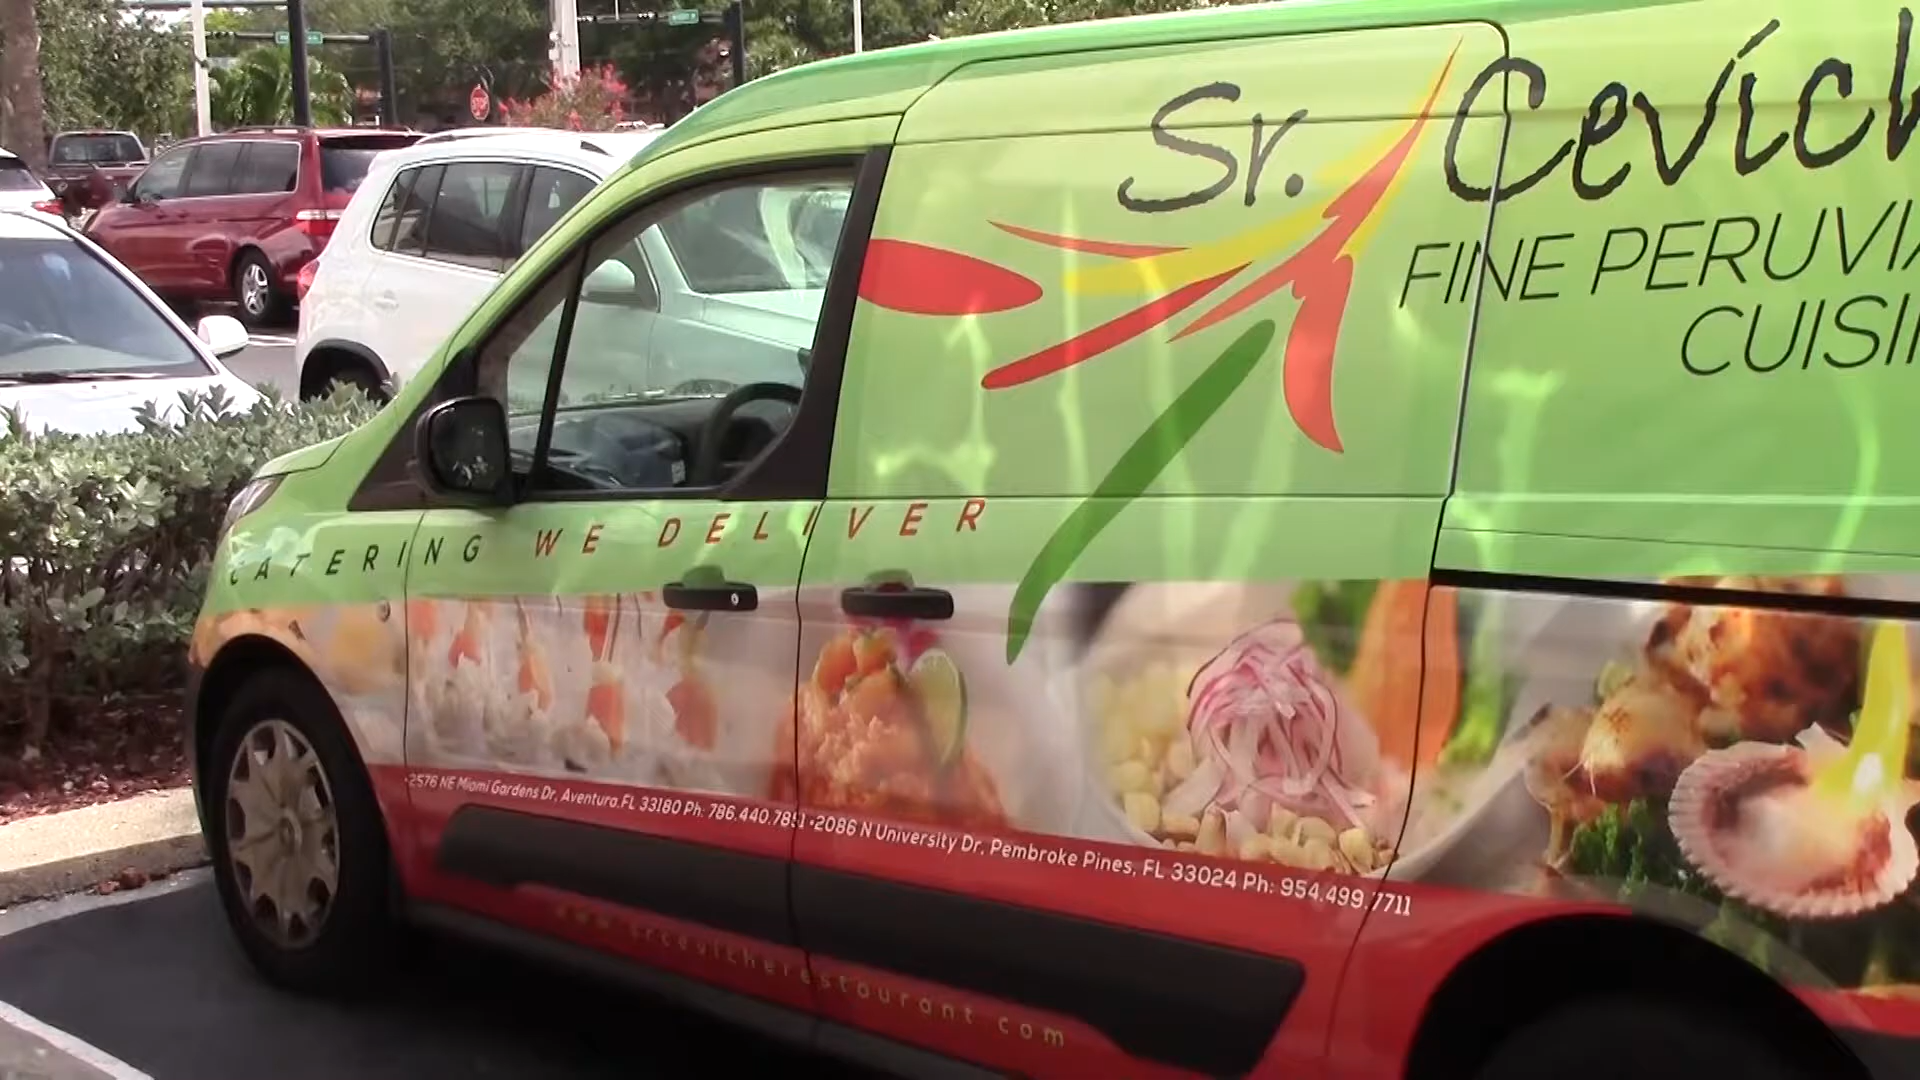 Sr. Cevich
FINE PERUVIA
CUISI
CATERING WE DELIVER
•2576 NE Miami Gardens Dr, Aventura.FL 33180 Ph: 786.440.7851 •2086 N University Dr, Pembroke Pines, FL 33024 Ph: 954.499.7711
www.srcevicherestaurant.com
STOP